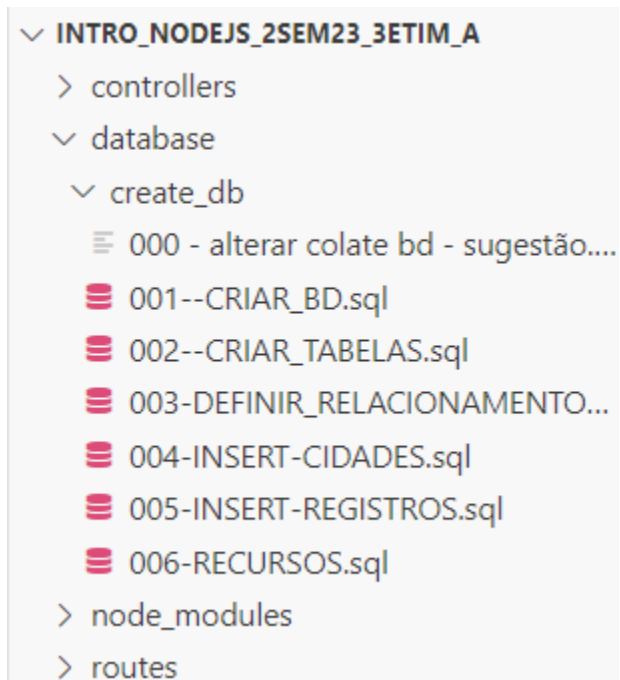 INTRO_NODEJS_2SEM23_3ETIM_A
controllers
database
create_db
000 - alterar colate bd - sugestão....
001--CRIAR_BD.sql
002--CRIAR_TABELAS.sql
003-DEFINIR_RELACIONAMENTO...
004-INSERT-CIDADES.sql
005-INSERT-REGISTROS.sql
006-RECURSOS.sql
node_modules
routes